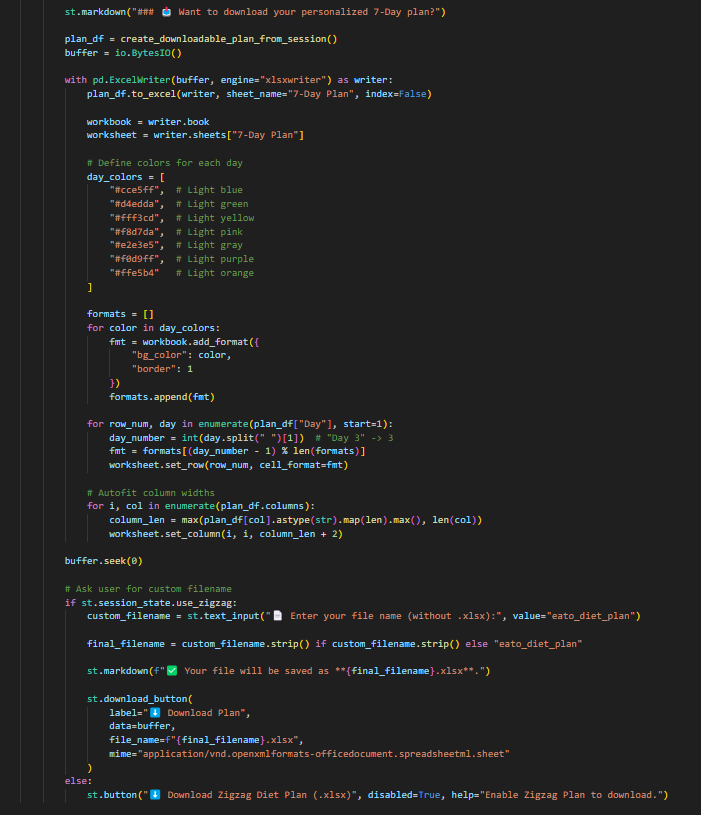 st.markdown("### 📥 Want to download your personalized 7-Day plan?")
plan_df = create_downloadable_plan_from_session()
buffer = io.BytesIO()
with pd.ExcelWriter(buffer, engine="xlsxwriter") as writer:
plan_df.to_excel(writer, sheet_name="7-Day Plan", index=False)
workbook = writer.book
worksheet = writer.sheets["7-Day Plan"]
# Define colors for each day
day_colors = [
"#cce5ff",  # Light blue
"#d4edda",  # Light green
"#fff3cd",  # Light yellow
"#f8d7da",  # Light pink
"#e2e3e5",  # Light gray
"#f0d9ff",  # Light purple
"#ffe5b4"   # Light orange
]
formats = []
for color in day_colors:
fmt = workbook.add_format({
"bg_color": color,
"border": 1
})
formats.append(fmt)
for row_num, day in enumerate(plan_df["Day"], start=1):
day_number = int(day.split(" ")[1])  # "Day 3" -> 3
fmt = formats[(day_number - 1) % len(formats)]
worksheet.set_row(row_num, cell_format=fmt)
# Autofit column widths
for i, col in enumerate(plan_df.columns):
column_len = max(plan_df[col].astype(str).map(len).max(), len(col))
worksheet.set_column(i, i, column_len + 2)
buffer.seek(0)
# Ask user for custom filename
if st.session_state.use_zigzag:
custom_filename = st.text_input("📄 Enter your file name (without .xlsx):", value="eato_diet_plan")
final_filename = custom_filename.strip() if custom_filename.strip() else "eato_diet_plan"
st.markdown(f"✅ Your file will be saved as **{final_filename}.xlsx**.")
st.download_button(
label="⬇️ Download Plan",
data=buffer,
file_name=f"{final_filename}.xlsx",
mime="application/vnd.openxmlformats-officedocument.spreadsheetml.sheet"
)
else:
st.button("⬇️ Download Zigzag Diet Plan (.xlsx)", disabled=True, help="Enable Zigzag Plan to download.")